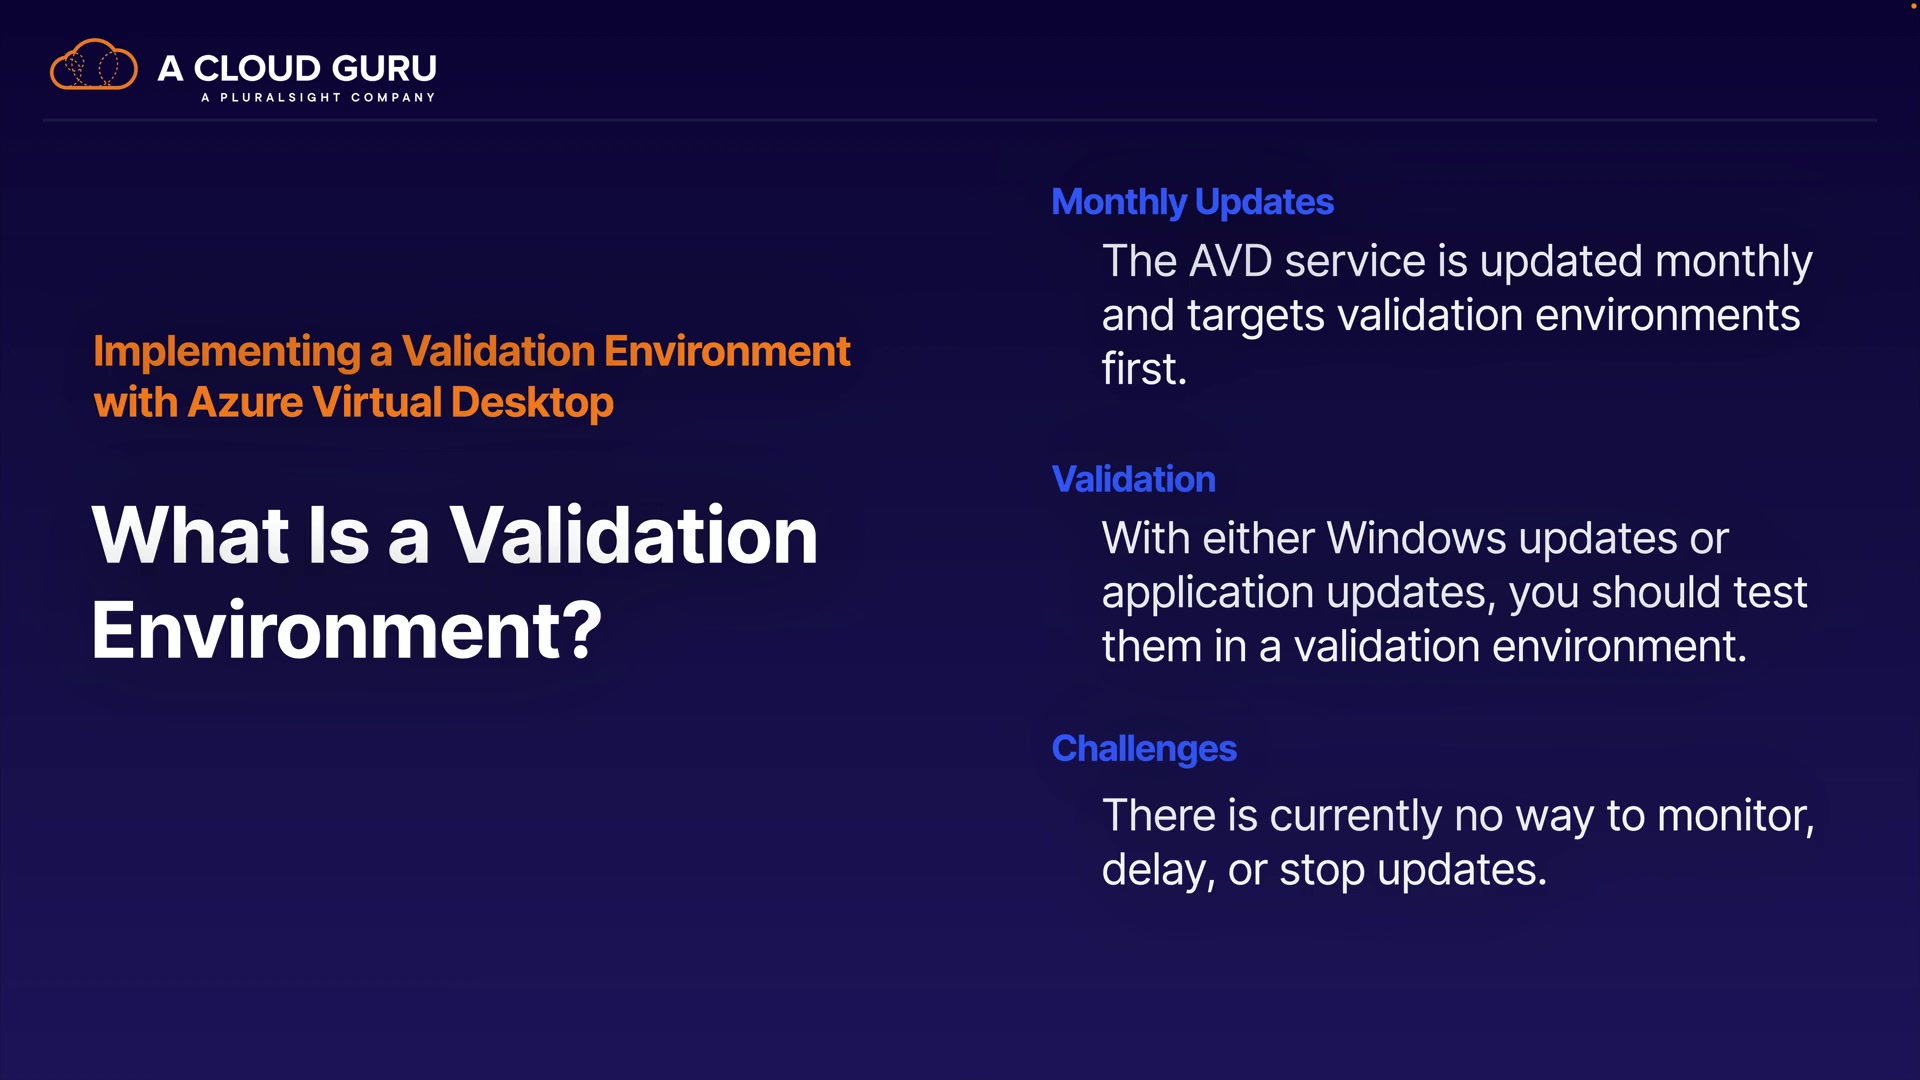 A CLOUD GURU
A PLURALSIGHT COMPANY
Implementing a Validation Environment
with Azure Virtual Desktop
What Is a Validation
Environment?
Monthly Updates
The AVD service is updated monthly
and targets validation environments
first.
Validation
With either Windows updates or
application updates, you should test
them in a validation environment.
Challenges
There is currently no way to monitor,
delay, or stop updates.